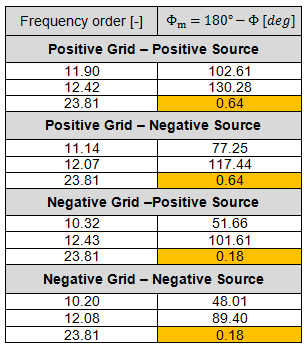 Frequency order [-] Φm = 180° − Φ [deg]
Positive Grid – Positive Source
11.90 102.61
12.42 130.28
23.81 0.64
Positive Grid – Negative Source
11.14 77.25
12.07 117.44
23.81 0.64
Negative Grid –Positive Source
10.32 51.66
12.43 101.61
23.81 0.18
Negative Grid – Negative Source
10.20 48.01
12.08 89.40
23.81 0.18